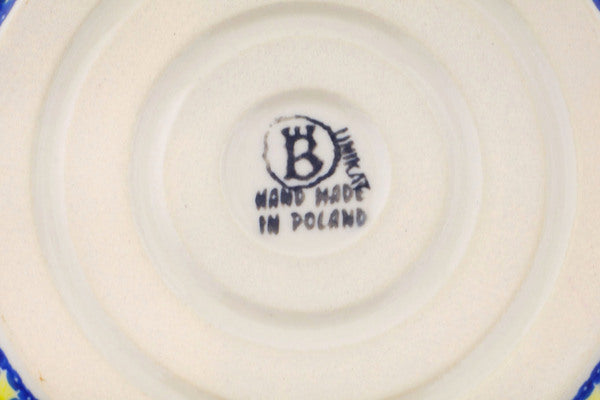 B
UNIKAT
HAND MADE
IN POLAND